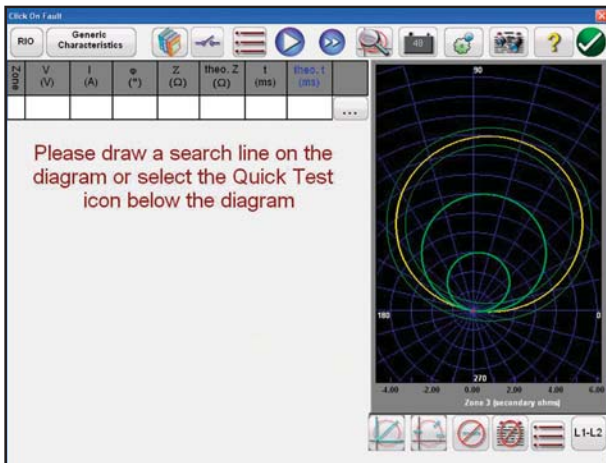 Click On Fault
RIO
Generic
Characteristics
40
?
Zone
V
(V)
I
(A)
φ
(°)
Z
(Ω)
theo. Z
(Ω)
t
(ms)
theo. t
(ms)
...
Please draw a search line on the
diagram or select the Quick Test
icon below the diagram
90
180
0
270
-4.00 -2.00 0.00 2.00 4.00 6.00
Zone 3 (secondary ohms)
L1-L2